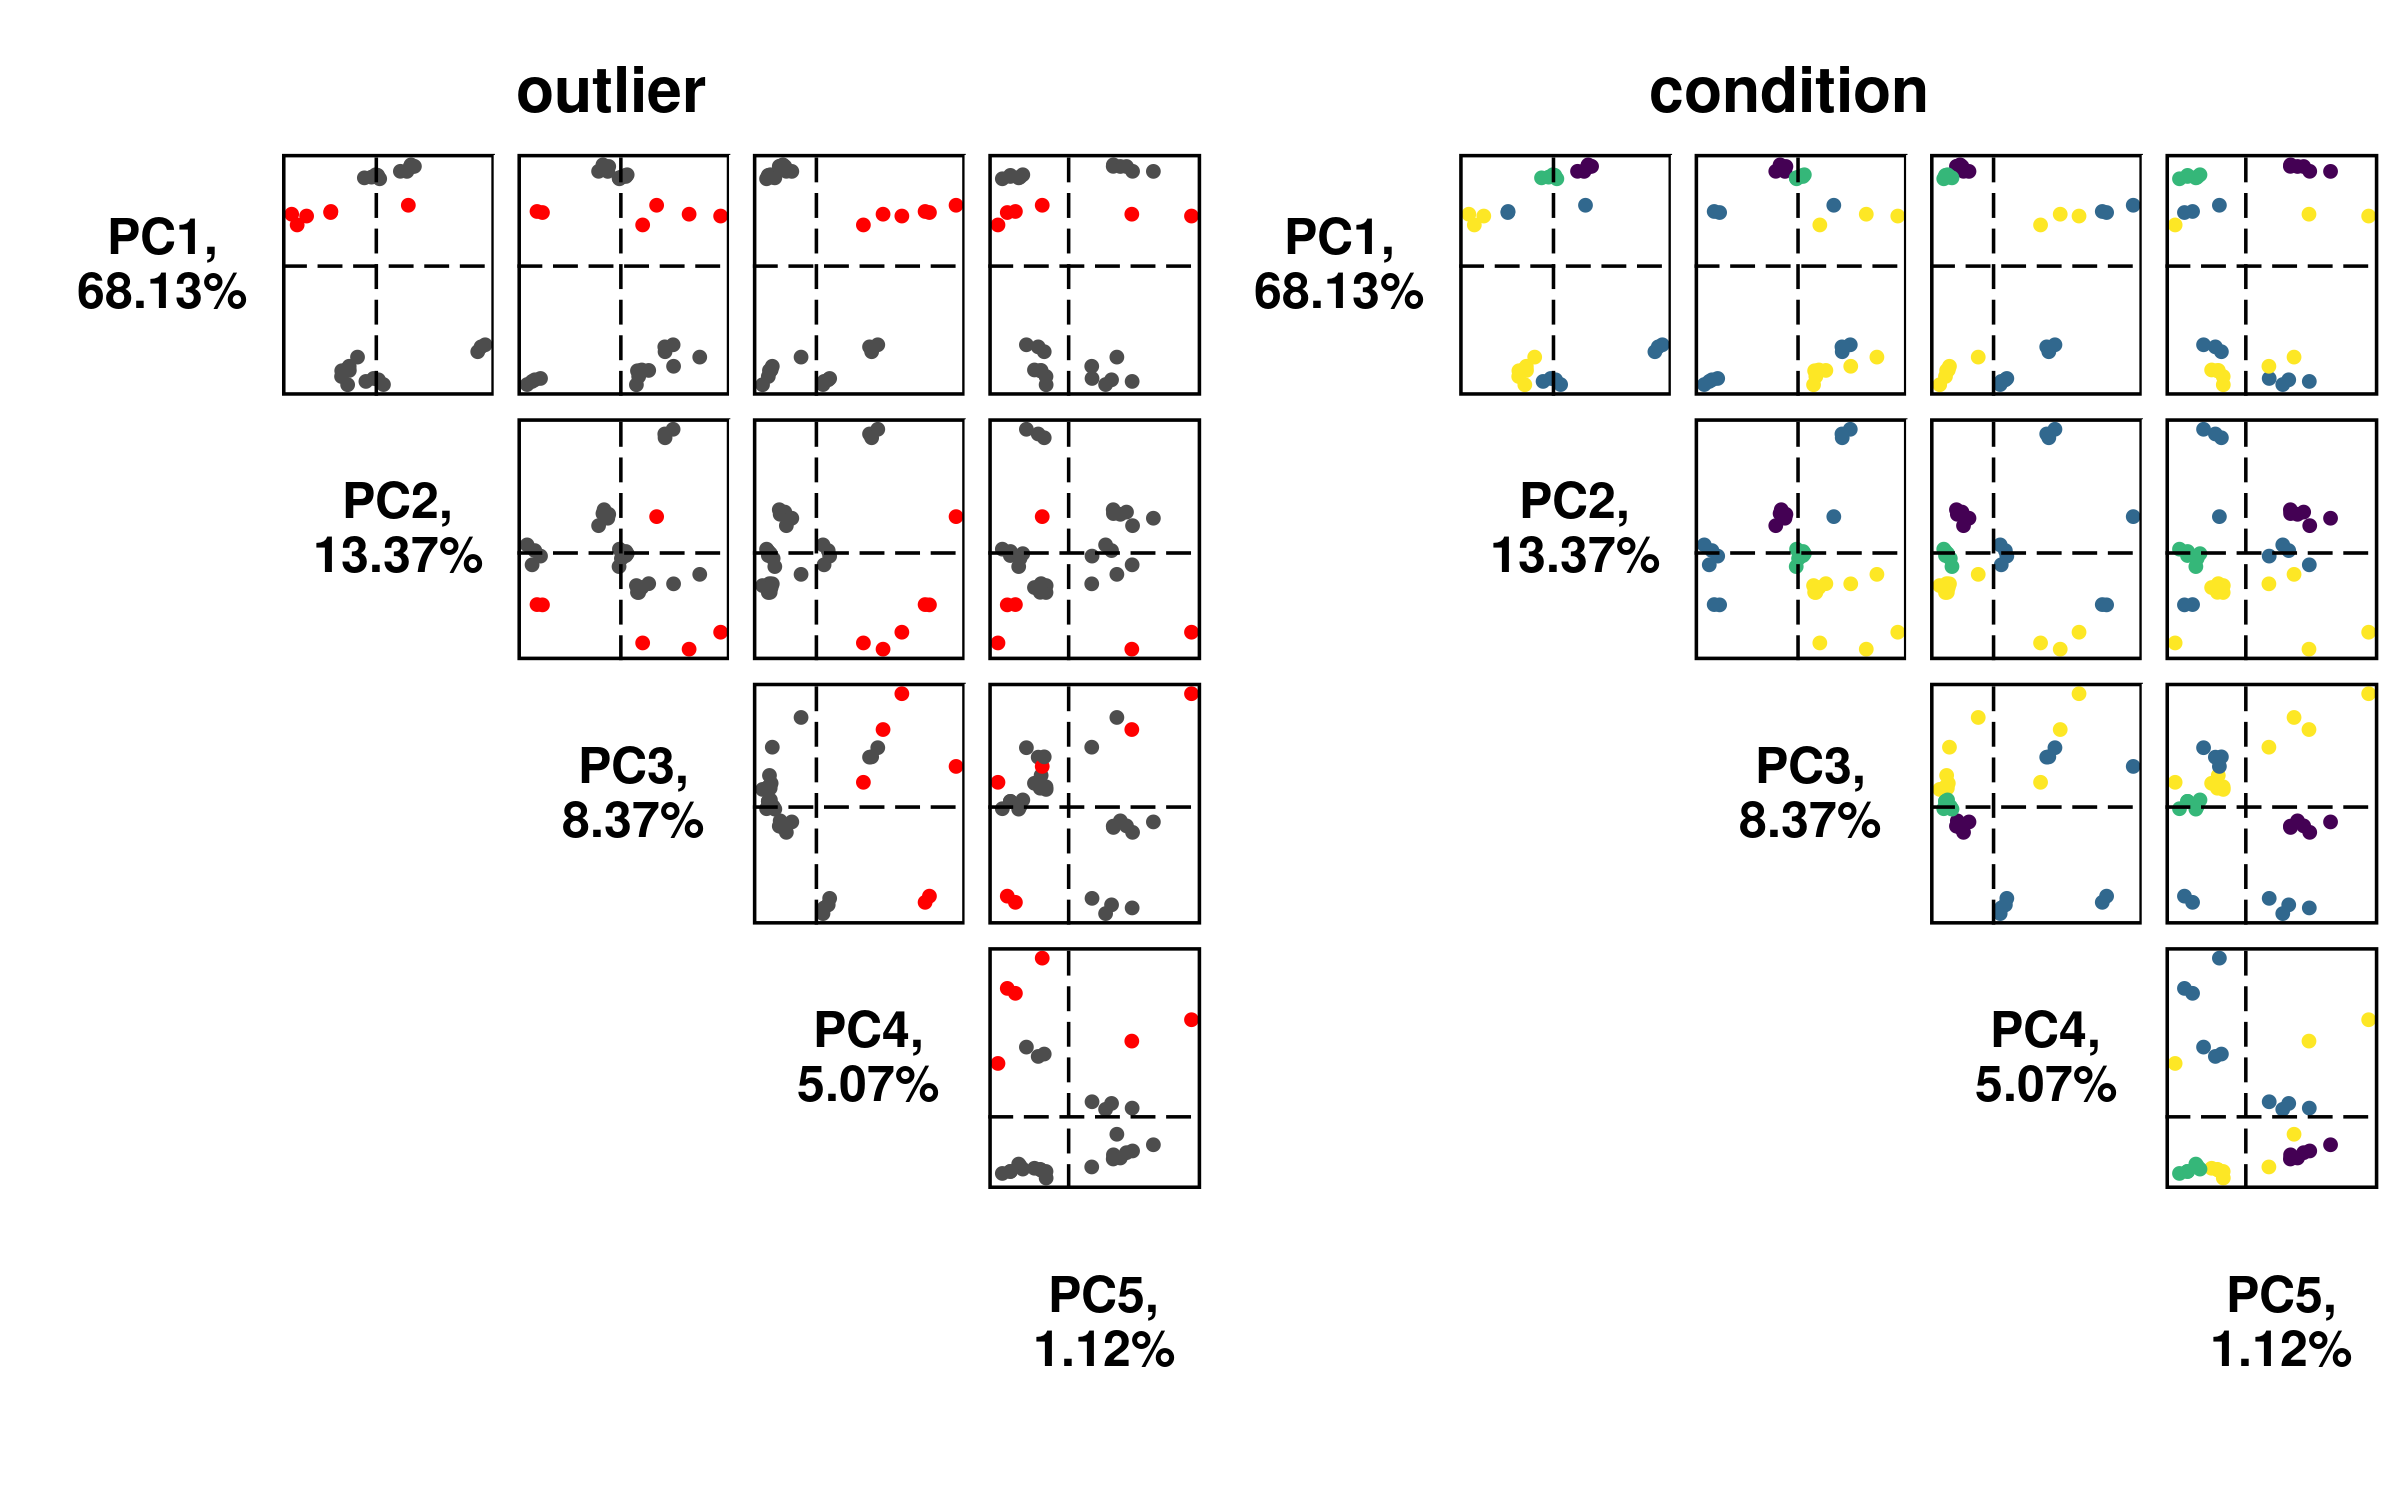 outlier
condition
PC1,
68.13%
PC1,
68.13%
PC2,
13.37%
PC2,
13.37%
PC3,
8.37%
PC3,
8.37%
PC4,
5.07%
PC4,
5.07%
PC5,
1.12%
PC5,
1.12%